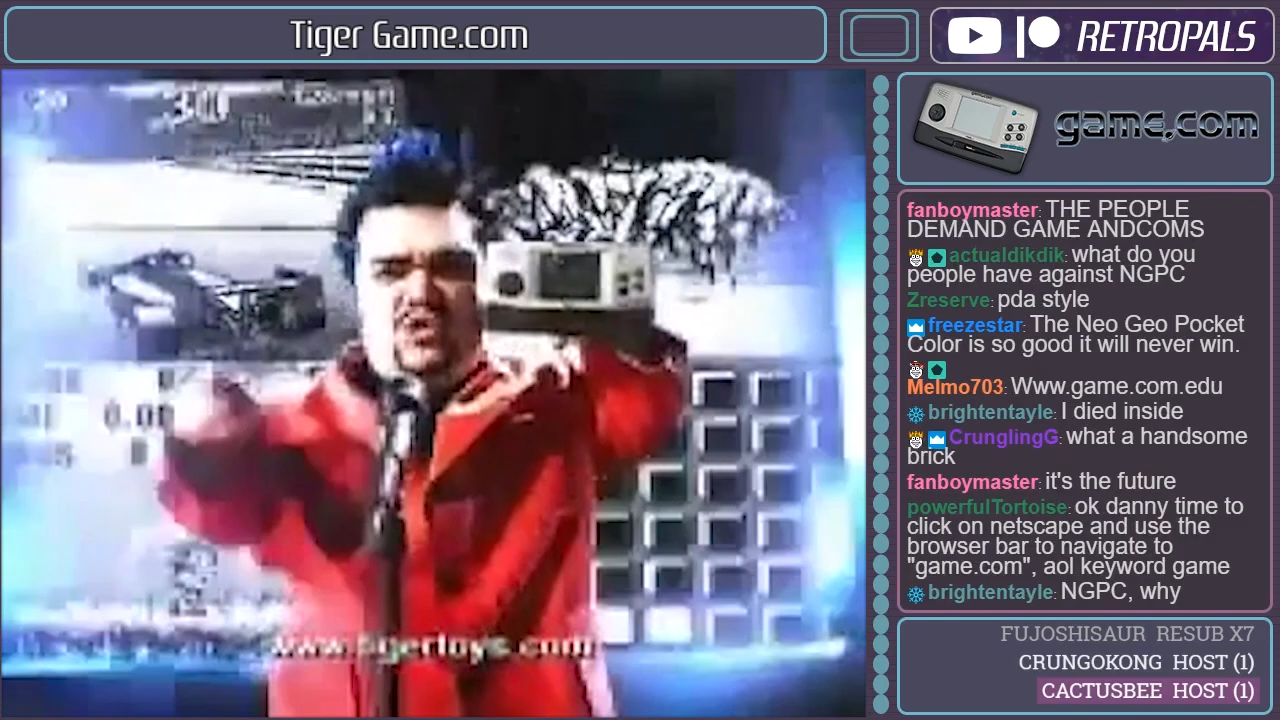 Tiger Game.com
RETROPALS
game.com
30
0.00
www.tigertoys.com
fanboymaster: THE PEOPLE
DEMAND GAME ANDCOMS
actualdikdik: what do you
people have against NGPC
Zreserve: pda style
freezestar: The Neo Geo Pocket
Color is so good it will never win.
Melmo703: Www.game.com.edu
brightentayle: I died inside
CrunglingG: what a handsome
brick
fanboymaster: it's the future
powerfulTortoise: ok danny time to
click on netscape and use the
browser bar to navigate to
"game.com", aol keyword game
brightentayle: NGPC, why
FUJOSHISAUR RESUB X7
CRUNGOKONG HOST (1)
CACTUSBEE HOST (1)